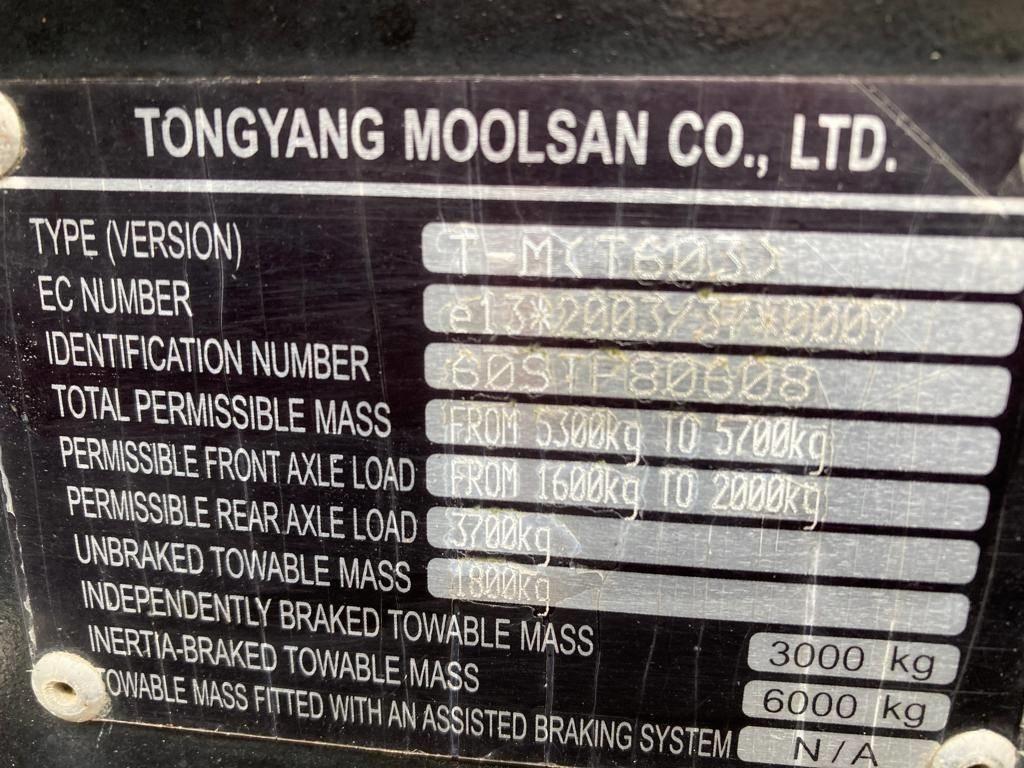 TONGYANG MOOLSAN CO., LTD.
TYPE (VERSION) T-M(T603)
EC NUMBER e13*2003/37*0009
IDENTIFICATION NUMBER 60STP80608
TOTAL PERMISSIBLE MASS FROM 5300kg TO 5700kg
PERMISSIBLE FRONT AXLE LOAD FROM 1600kg TO 2000kg
PERMISSIBLE REAR AXLE LOAD 3700kg
UNBRAKED TOWABLE MASS 1800kg
INDEPENDENTLY BRAKED TOWABLE MASS 3000 kg
INERTIA-BRAKED TOWABLE MASS 6000 kg
TOWABLE MASS FITTED WITH AN ASSISTED BRAKING SYSTEM N/A